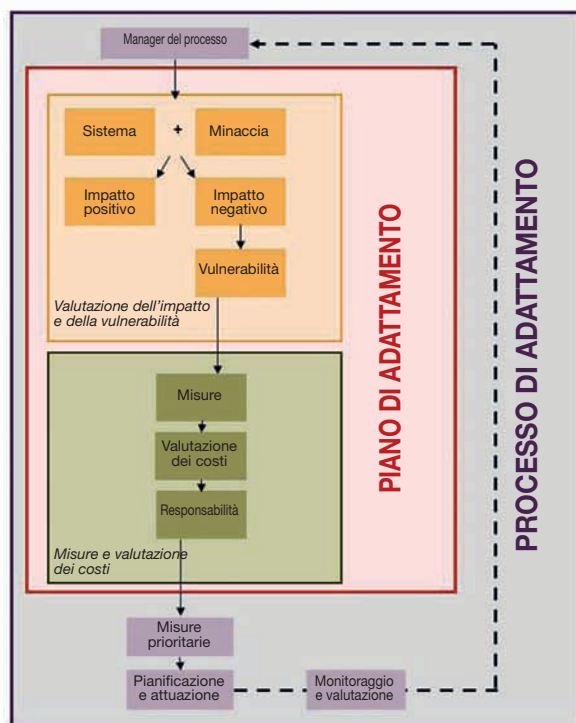 Manager del processo
Sistema
+
Minaccia
Impatto
positivo
Impatto
negativo
Vulnerabilità
Valutazione dell'impatto
e della vulnerabilità
Misure
Valutazione
dei costi
Responsabilità
Misure e valutazione
dei costi
PIANO DI ADATTAMENTO
PROCESSO DI ADATTAMENTO
Misure
prioritarie
Pianificazione
e attuazione
Monitoraggio
e valutazione